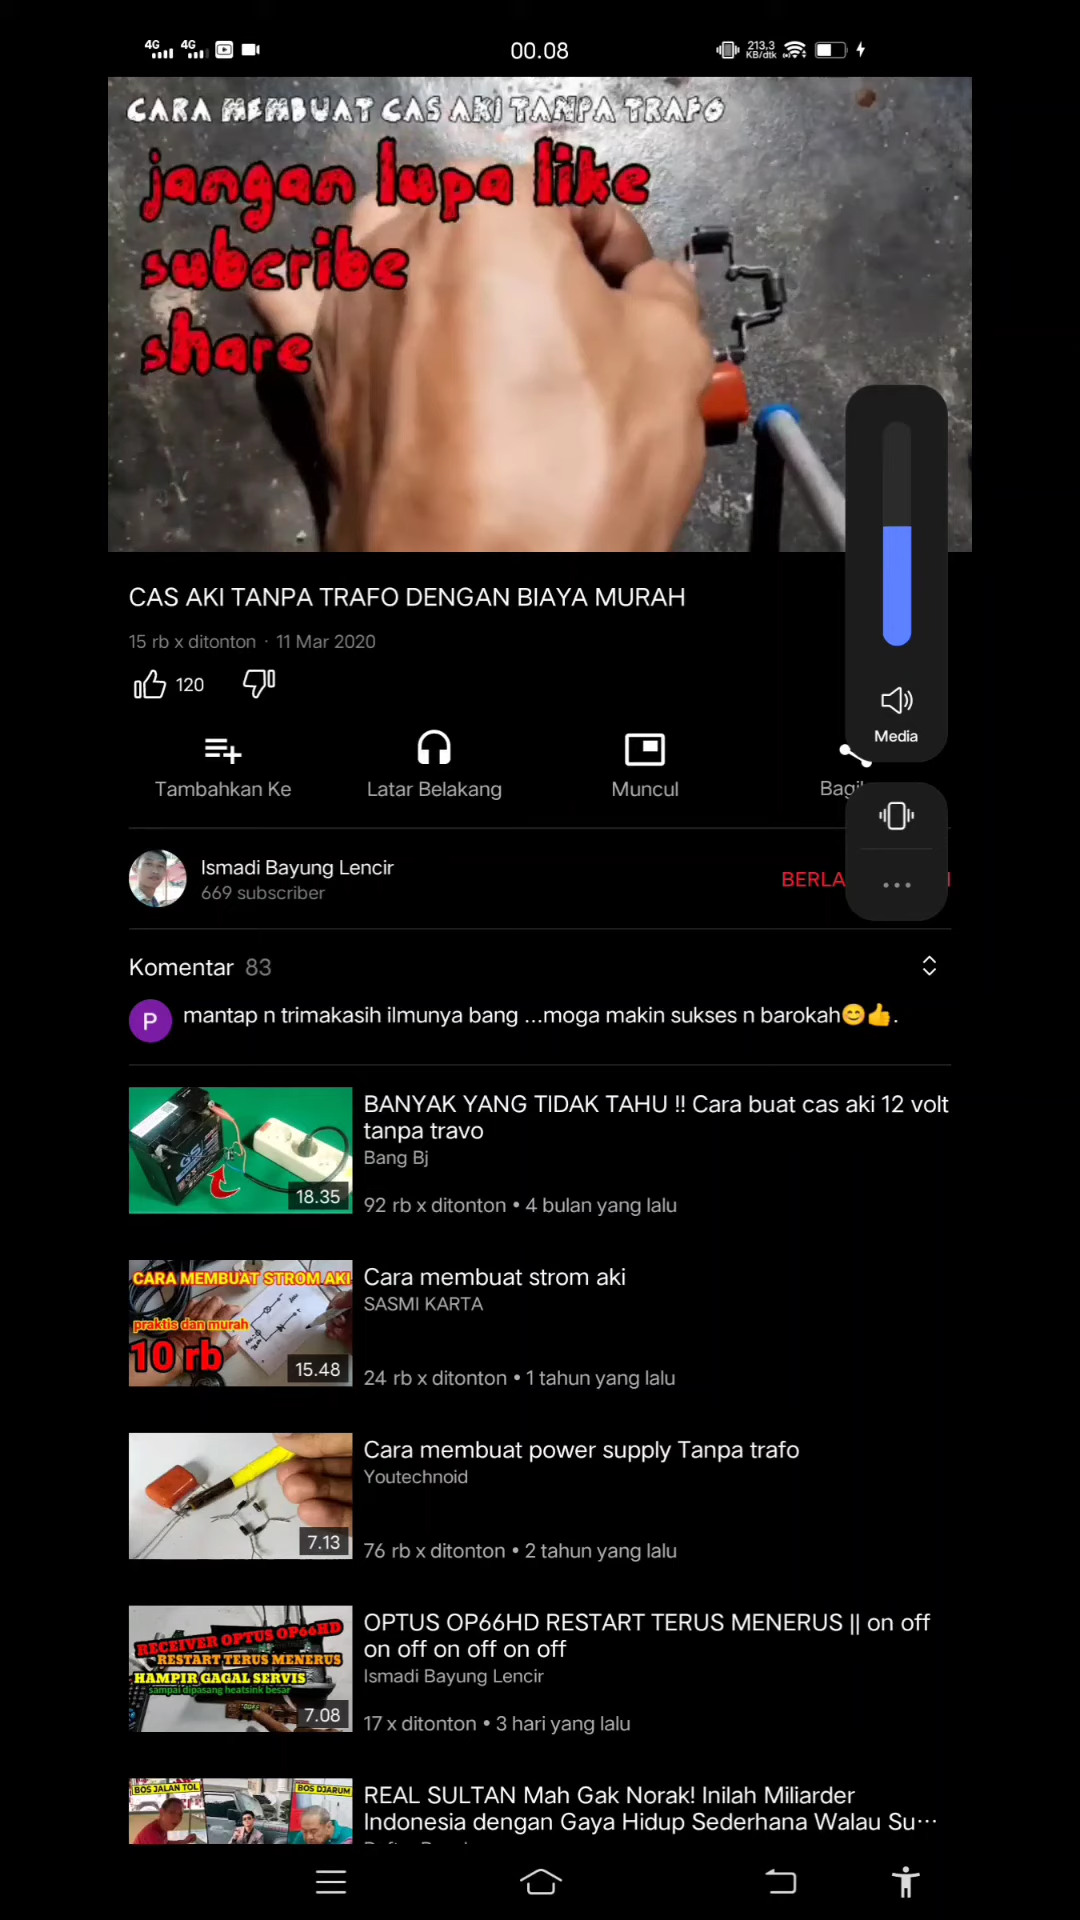 4G 4G 00.08 213,3 KB/dtk
CARA MEMBUAT CAS AKI TANPA TRAFO
jangan lupa like
subcribe
share
CAS AKI TANPA TRAFO DENGAN BIAYA MURAH
15 rb x ditonton · 11 Mar 2020
120
Media
Tambahkan Ke
Latar Belakang
Muncul
Bagi
Ismadi Bayung Lencir
669 subscriber
BERLA
Komentar 83
P
mantap n trimakasih ilmunya bang ...moga makin sukses n barokah😊👍.
BANYAK YANG TIDAK TAHU !! Cara buat cas aki 12 volt
tanpa travo
Bang Bj
92 rb x ditonton • 4 bulan yang lalu
GS
18.35
Cara membuat strom aki
SASMI KARTA
24 rb x ditonton • 1 tahun yang lalu
CARA MEMBUAT STROM AKI
praktis dan murah
10 rb
15.48
Cara membuat power supply Tanpa trafo
Youtechnoid
76 rb x ditonton • 2 tahun yang lalu
7.13
OPTUS OP66HD RESTART TERUS MENERUS || on off
on off on off on off
Ismadi Bayung Lencir
17 x ditonton • 3 hari yang lalu
RECEIVER OPTUS OP66HD
RESTART TERUS MENERUS
HAMPIR GAGAL SERVIS
sampai dipasang heatsink besar
7.08
REAL SULTAN Mah Gak Norak! Inilah Miliarder
Indonesia dengan Gaya Hidup Sederhana Walau Su...
BOS JALAN TOL
BOS DJARUM